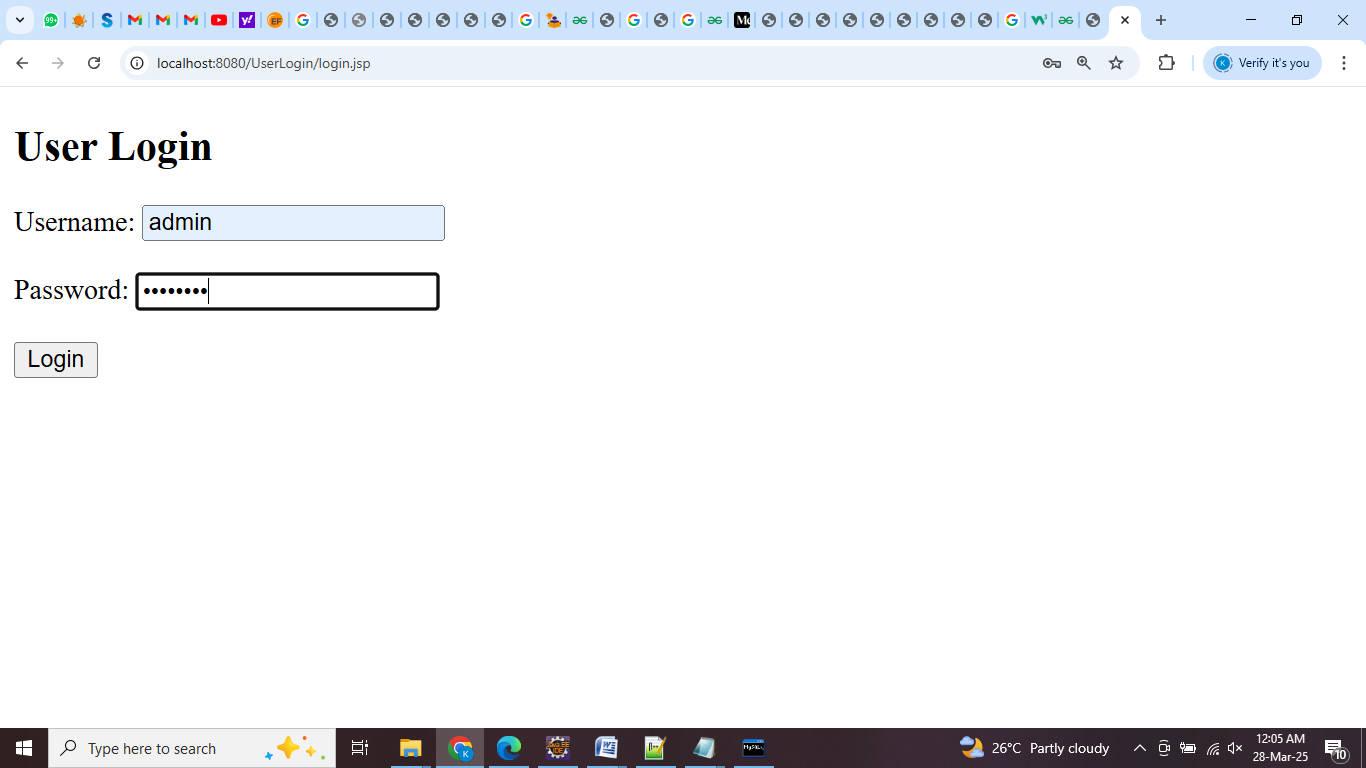 99+
localhost:8080/UserLogin/login.jsp
Verify it's you
User Login
Username: admin
Password: ••••••••
Login
Type here to search
26°C Partly cloudy
12:05 AM
28-Mar-25
10